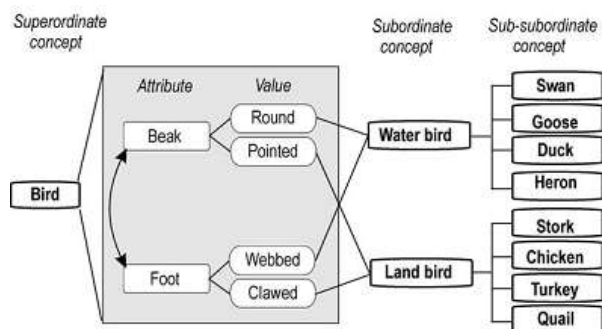 Superordinate
concept
Subordinate
concept
Sub-subordinate
concept
Attribute
Value
Bird
Beak
Round
Pointed
Foot
Webbed
Clawed
Water bird
Land bird
Swan
Goose
Duck
Heron
Stork
Chicken
Turkey
Quail